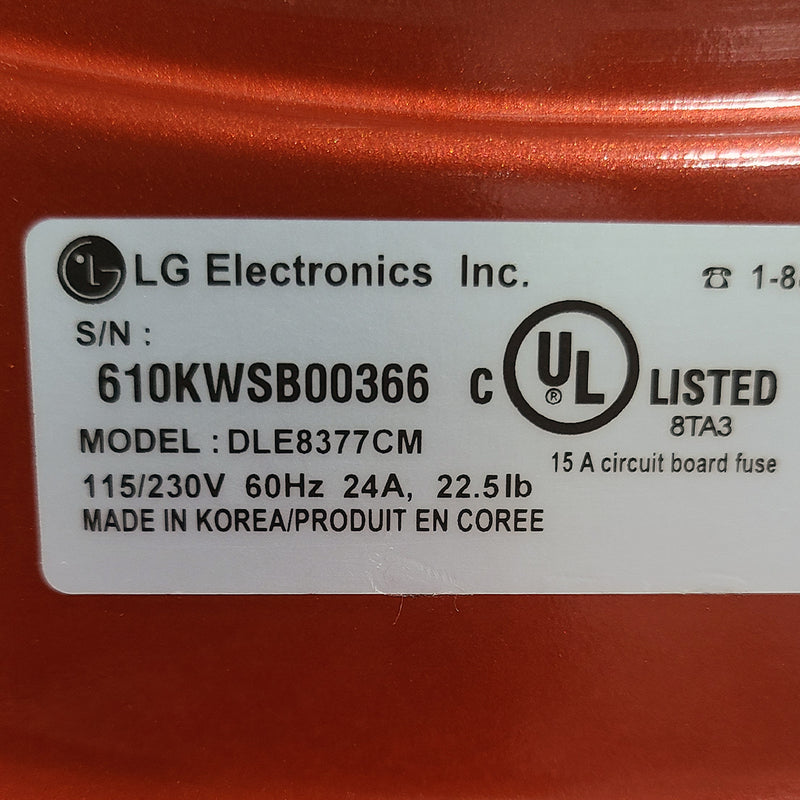 LG Electronics Inc. ☎ 1-8
S/N :
610KWSB00366
C UL ® LISTED
8TA3
MODEL : DLE8377CM
15 A circuit board fuse
115/230V 60Hz 24A, 22.5lb
MADE IN KOREA/PRODUIT EN COREE